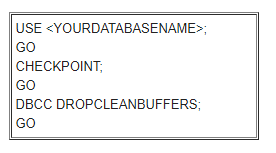 USE <YOURDATABASENAME>;
GO
CHECKPOINT;
GO
DBCC DROPCLEANBUFFERS;
GO